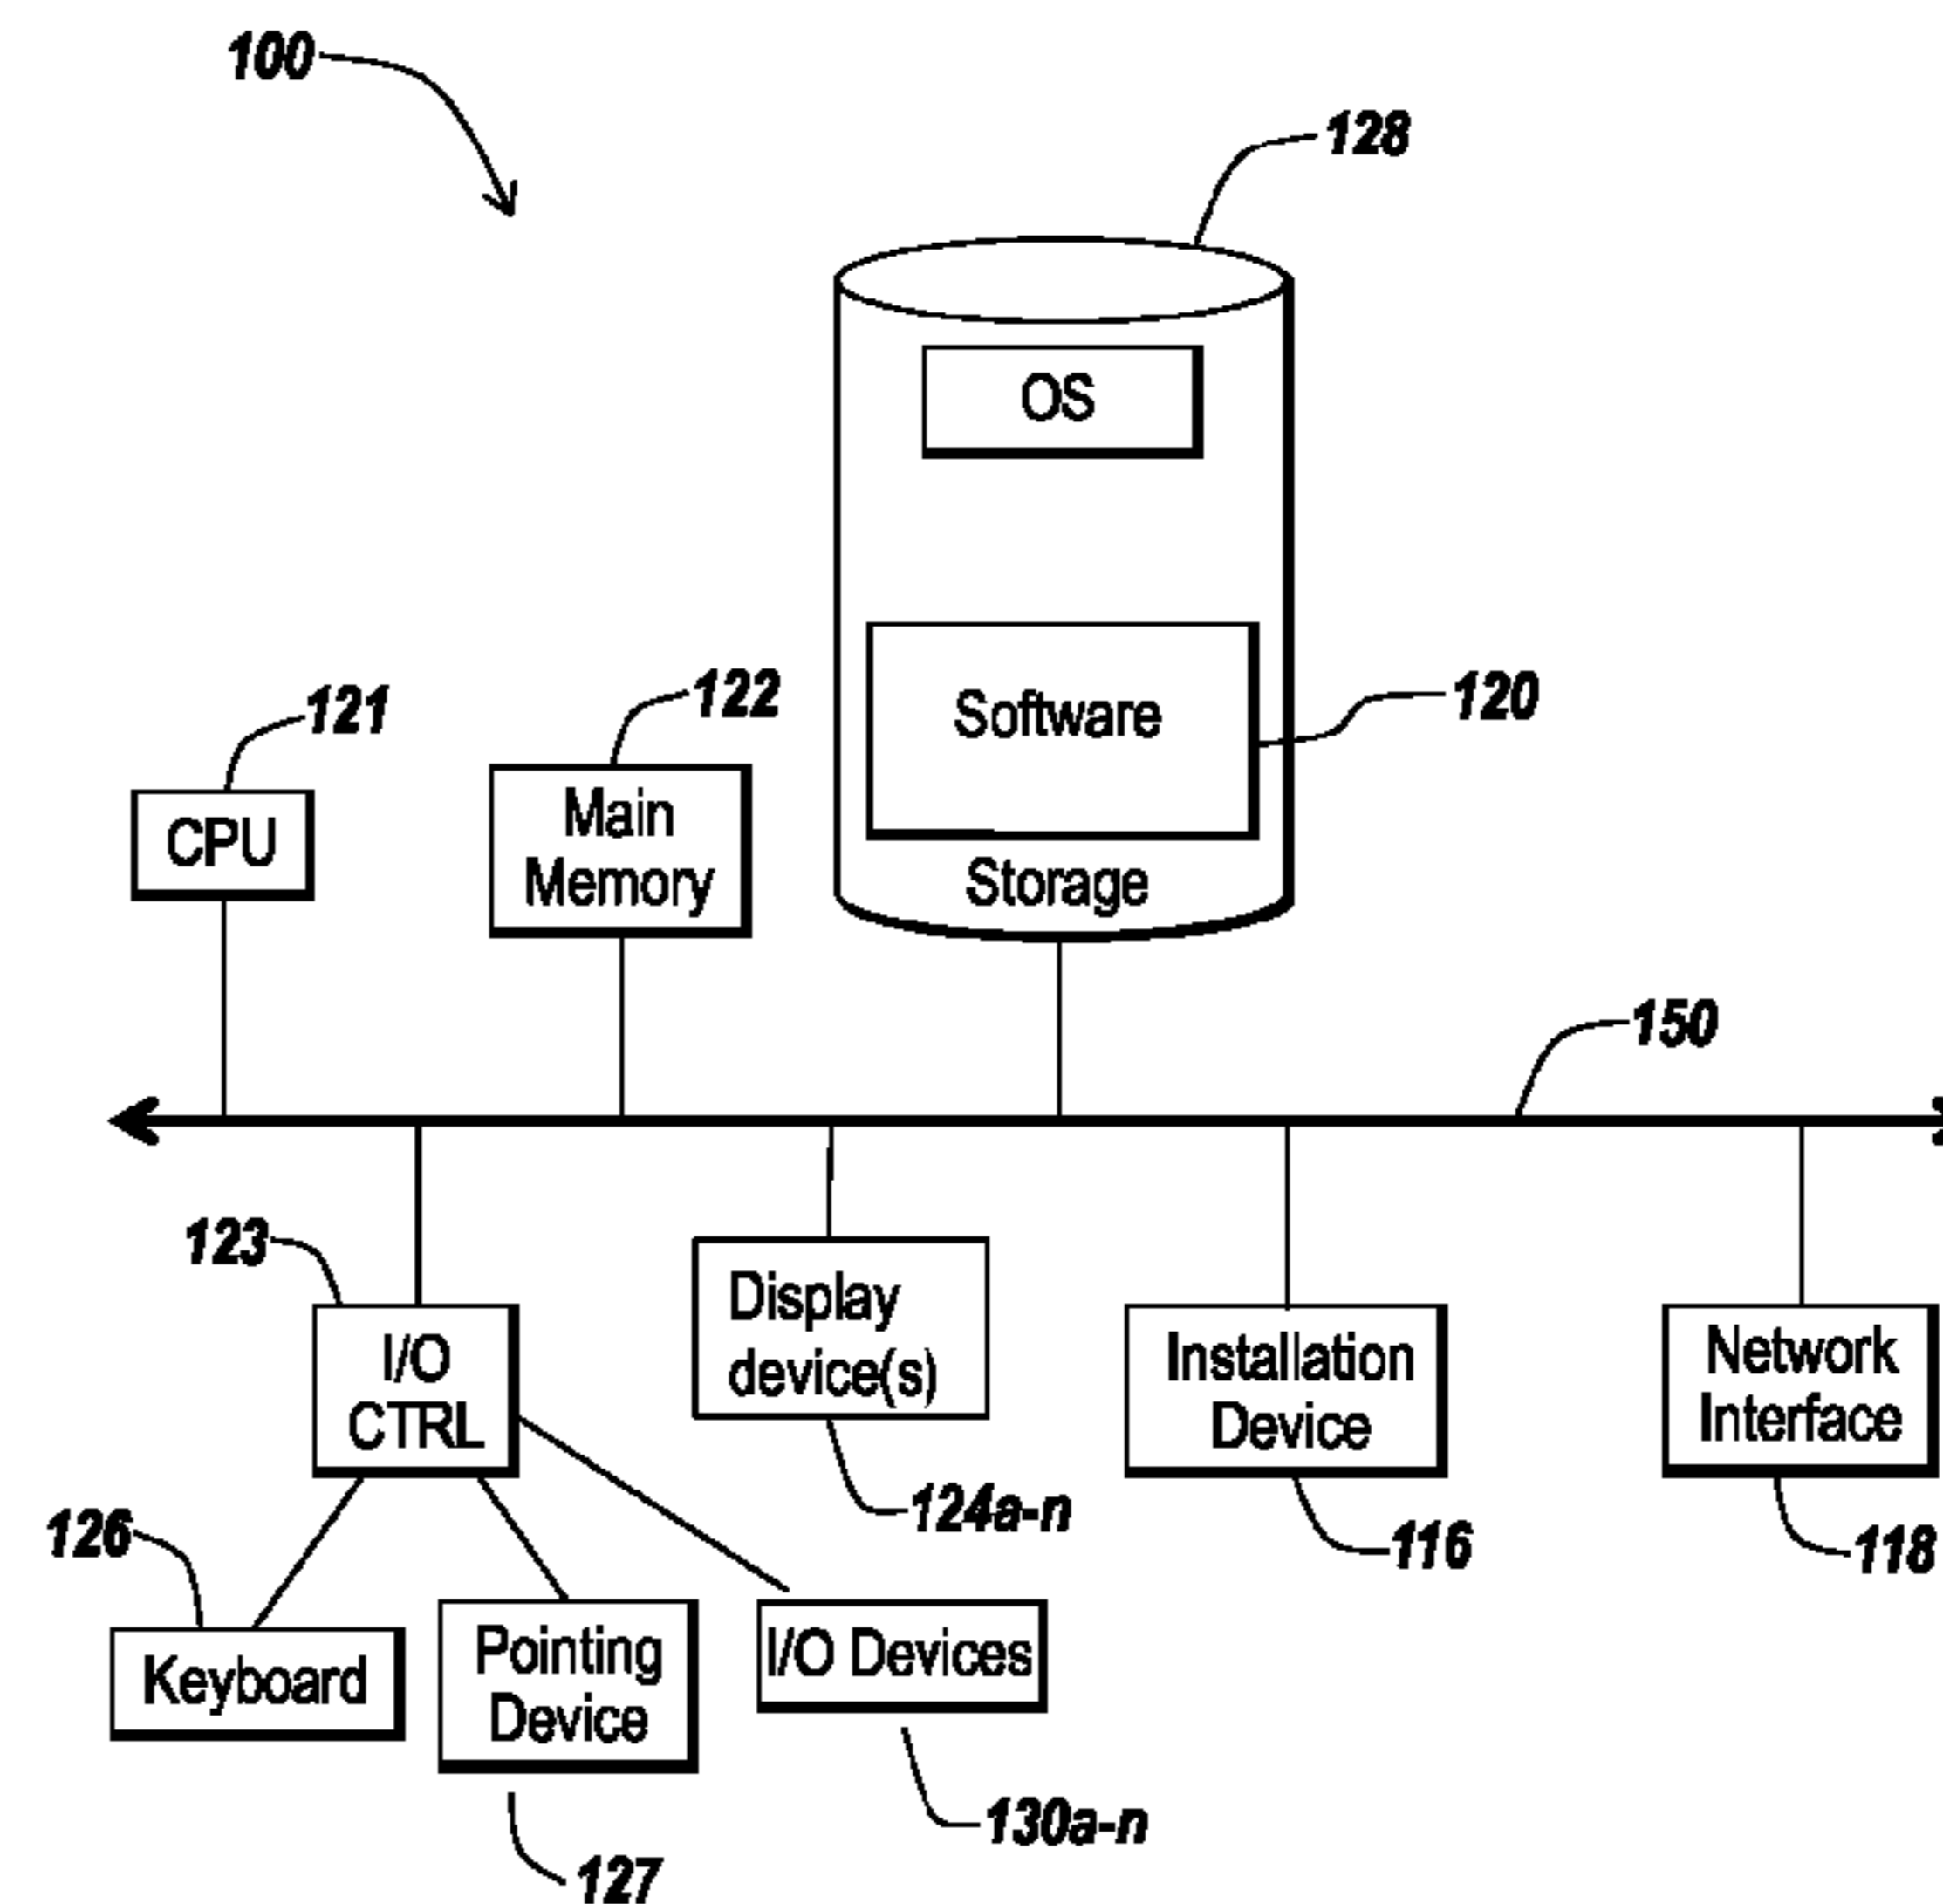 100
128
OS
121
122
Software
120
CPU
Main
Memory
Storage
150
123
I/O
CTRL
Display
device(s)
Installation
Device
Network
Interface
124a-n
116
118
126
Keyboard
Pointing
Device
I/O Devices
130a-n
127